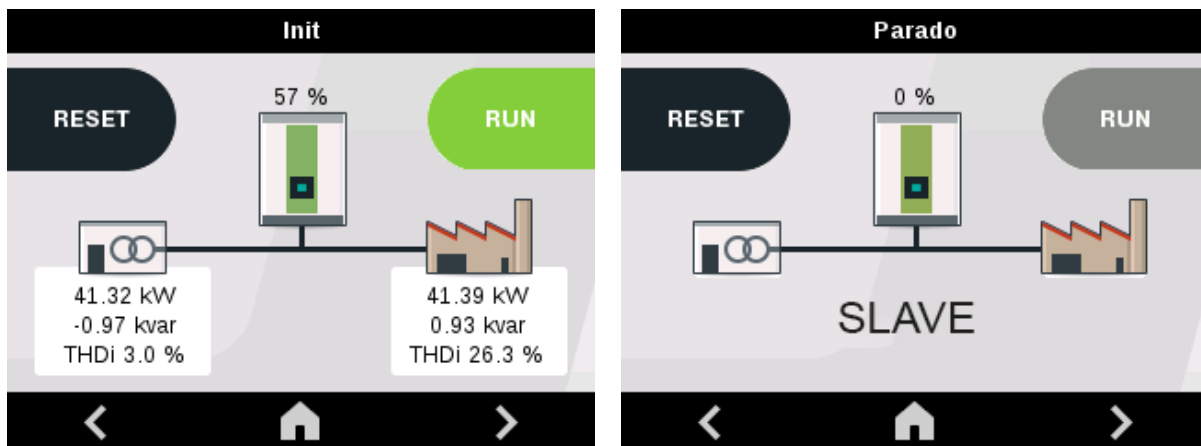 Init
RESET
57 %
RUN
41.32 kW
-0.97 kvar
THDi 3.0 %
41.39 kW
0.93 kvar
THDi 26.3 %
Parado
RESET
0 %
RUN
SLAVE